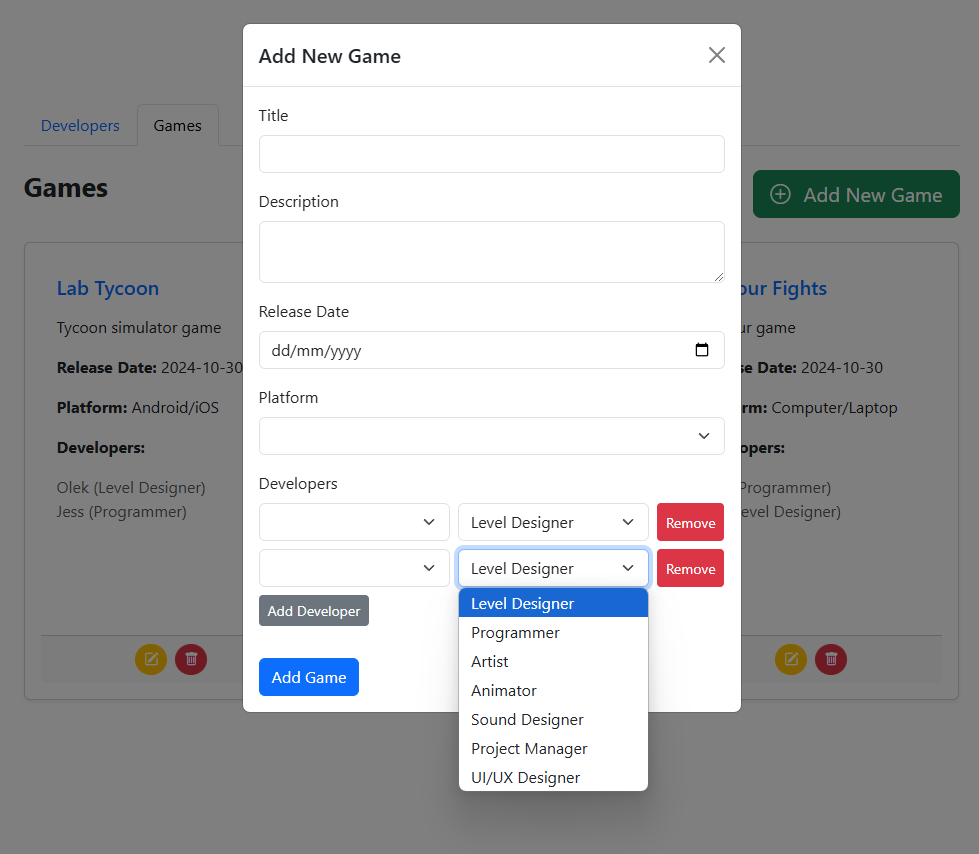 Add New Game
Title
Developers
Games
Games
Add New Game
Description
Lab Tycoon
our Fights
Tycoon simulator game
ur game
Release Date
Release Date: 2024-10-30
se Date: 2024-10-30
dd/mm/yyyy
Platform
Platform: Android/iOS
rm: Computer/Laptop
Developers:
opers:
Developers
Olek (Level Designer)
Programmer)
Jess (Programmer)
evel Designer)
Level Designer
Remove
Level Designer
Remove
Add Developer
Level Designer
Programmer
Artist
Animator
Sound Designer
Project Manager
UI/UX Designer
Add Game